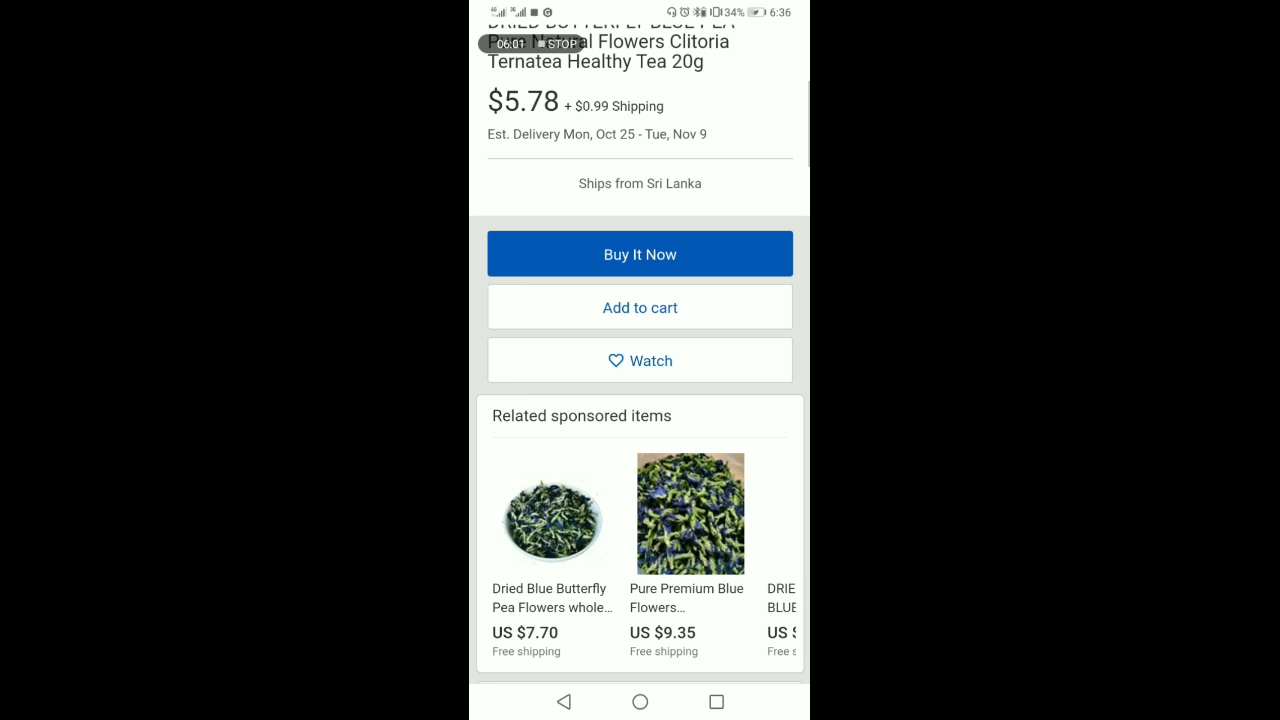 34% 6:36
DRIED BUTTERFLY BLUE PEA
06:01 STOP
Pure Natural Flowers Clitoria
Ternatea Healthy Tea 20g
$5.78 + $0.99 Shipping
Est. Delivery Mon, Oct 25 - Tue, Nov 9
Ships from Sri Lanka
Buy It Now
Add to cart
Watch
Related sponsored items
Dried Blue Butterfly
Pea Flowers whole...
US $7.70
Free shipping
Pure Premium Blue
Flowers...
US $9.35
Free shipping
DRIE
BLUE
US $
Free s